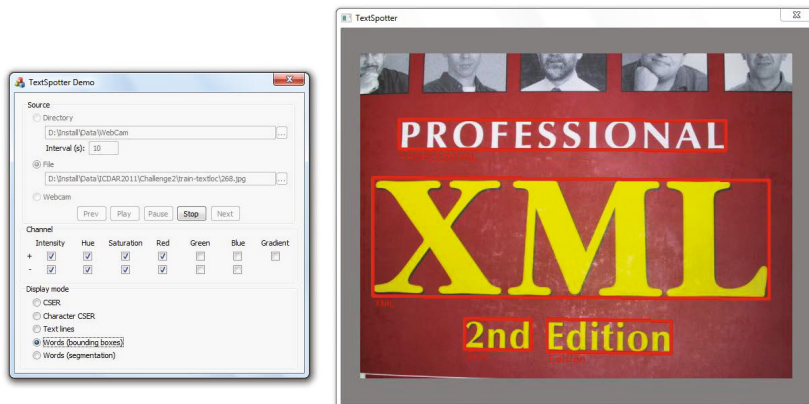 TextSpotter Demo
Source
Directory
D:\Install\Data\WebCam
...
Interval (s): 10
File
D:\Install\Data\ICDAR2011\Challenge2\train-textloc\268.jpg
...
Webcam
Prev Play Pause Stop Next
Channel
Intensity Hue Saturation Red Green Blue Gradient
+
-
Display mode
CSER
Character CSER
Text lines
Words (bounding boxes)
Words (segmentation)
TextSpotter
PROFESSIONAL
XML
XML
2nd Edition